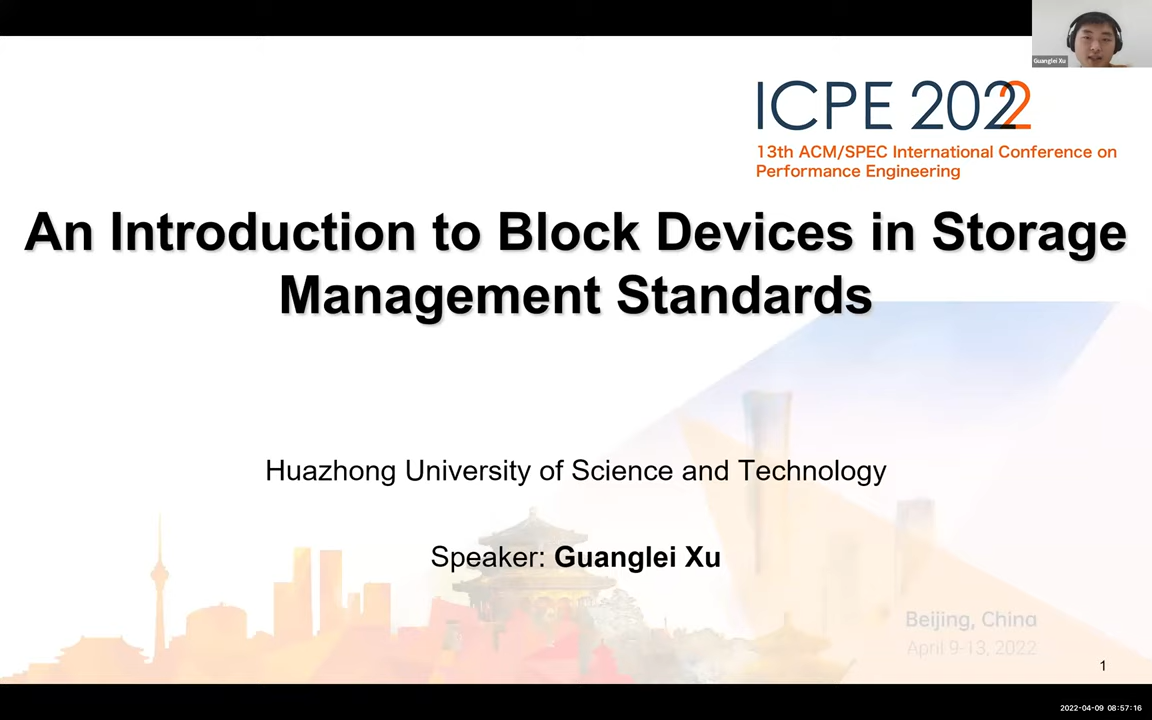 Guanglei Xu
ICPE 2022
13th ACM/SPEC International Conference on
Performance Engineering
An Introduction to Block Devices in Storage
Management Standards
Huazhong University of Science and Technology
Speaker: Guanglei Xu
Beijing, China
April 9-13, 2022
1
2022-04-09 08:57:16